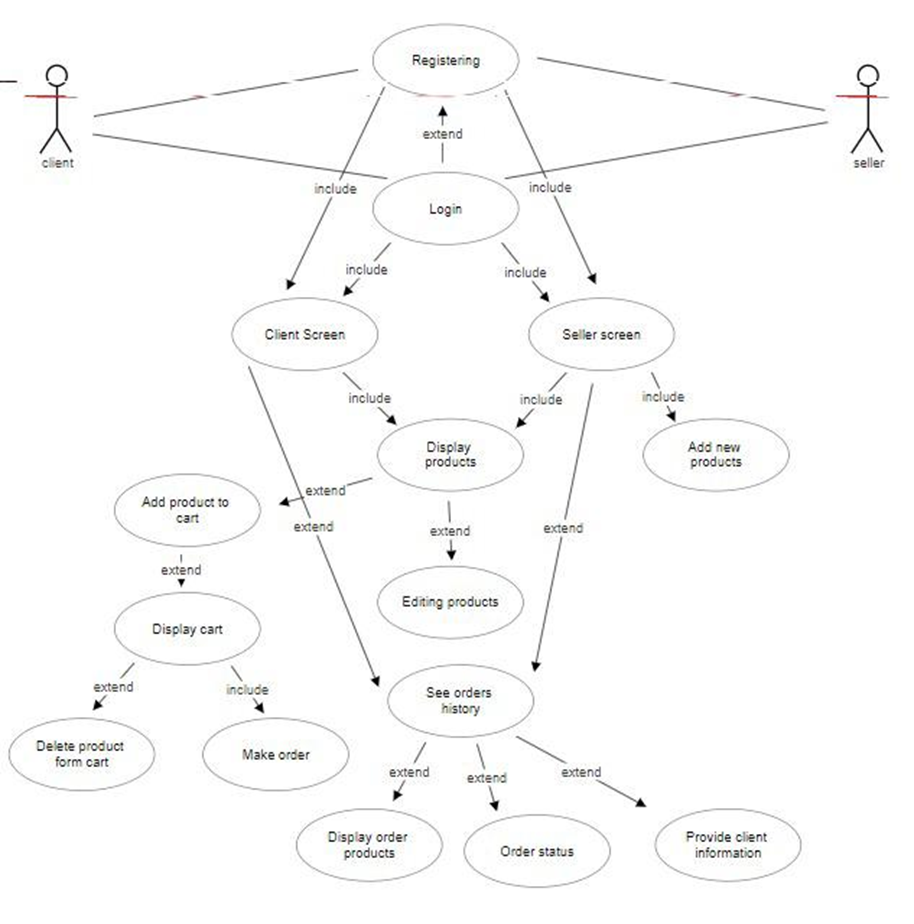 Registering
client
seller
extend
include
include
Login
include
include
Client Screen
Seller screen
include
include
include
Display
products
Add new
products
extend
Add product to
cart
extend
extend
extend
extend
Editing products
Display cart
extend
include
See orders
history
Delete product
form cart
Make order
extend
extend
extend
Display order
products
Order status
Provide client
information